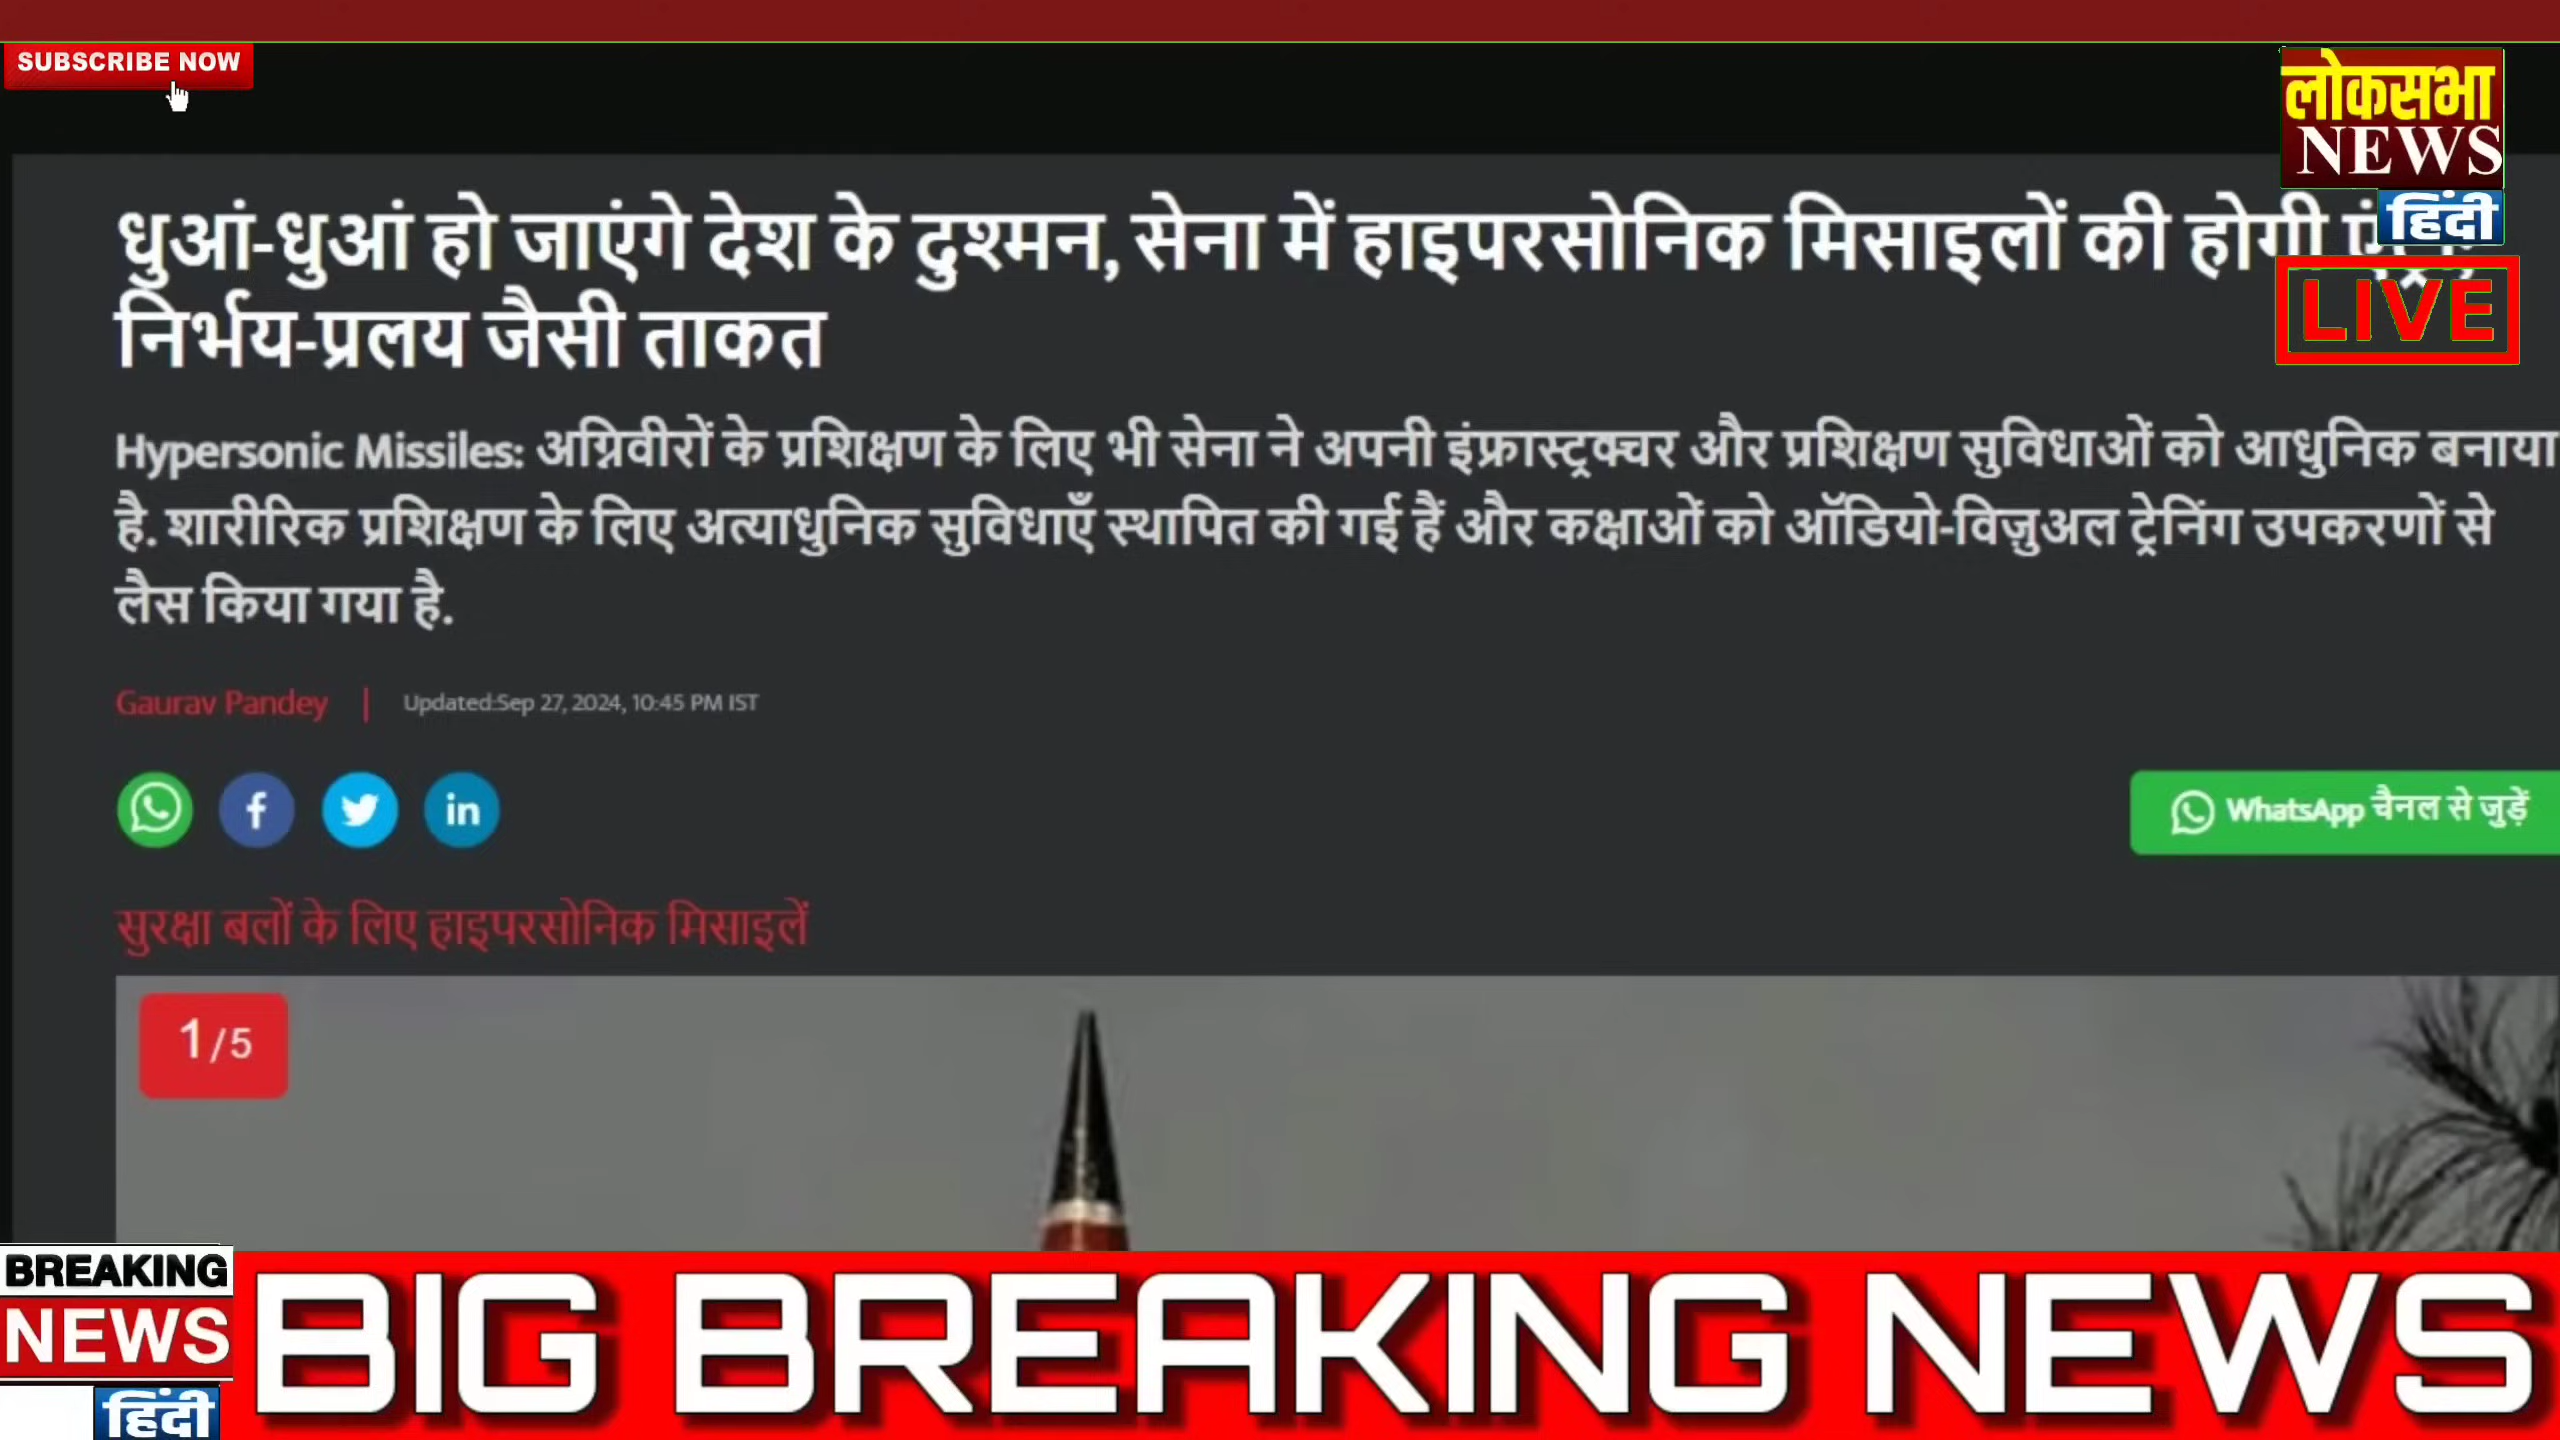 SUBSCRIBE NOW
लोकसभा
NEWS
हिंदी
LIVE
धुआं-धुआं हो जाएंगे देश के दुश्मन, सेना में हाइपरसोनिक मिसाइलों की होगी
निर्भय-प्रलय जैसी ताकत
Hypersonic Missiles: अग्निवीरों के प्रशिक्षण के लिए भी सेना ने अपनी इंफ्रास्ट्रक्चर और प्रशिक्षण सुविधाओं को आधुनिक बनाया
है. शारीरिक प्रशिक्षण के लिए अत्याधुनिक सुविधाएँ स्थापित की गई हैं और कक्षाओं को ऑडियो-विज़ुअल ट्रेनिंग उपकरणों से
लैस किया गया है.
Gaurav Pandey | Updated:Sep 27, 2024, 10:45 PM IST
f in
WhatsApp चैनल से जुड़ें
सुरक्षा बलों के लिए हाइपरसोनिक मिसाइलें
1/5
BREAKING
NEWS
हिंदी
BIG BREAKING NEWS